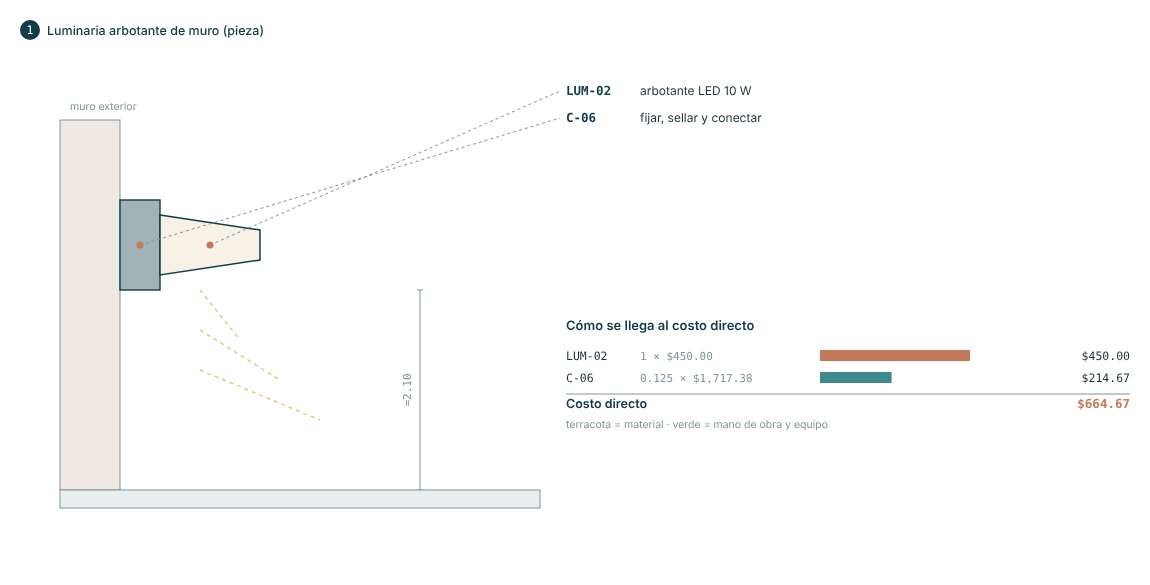 1 Luminaria arbotante de muro (pieza)
LUM-02 arbotante LED 10 W
muro exterior
C-06 fijar, sellar y conectar
Cómo se llega al costo directo
LUM-02 1 × $450.00 $450.00
C-06 0.125 × $1,717.38 $214.67
≈2.10
Costo directo $664.67
terracota = material · verde = mano de obra y equipo